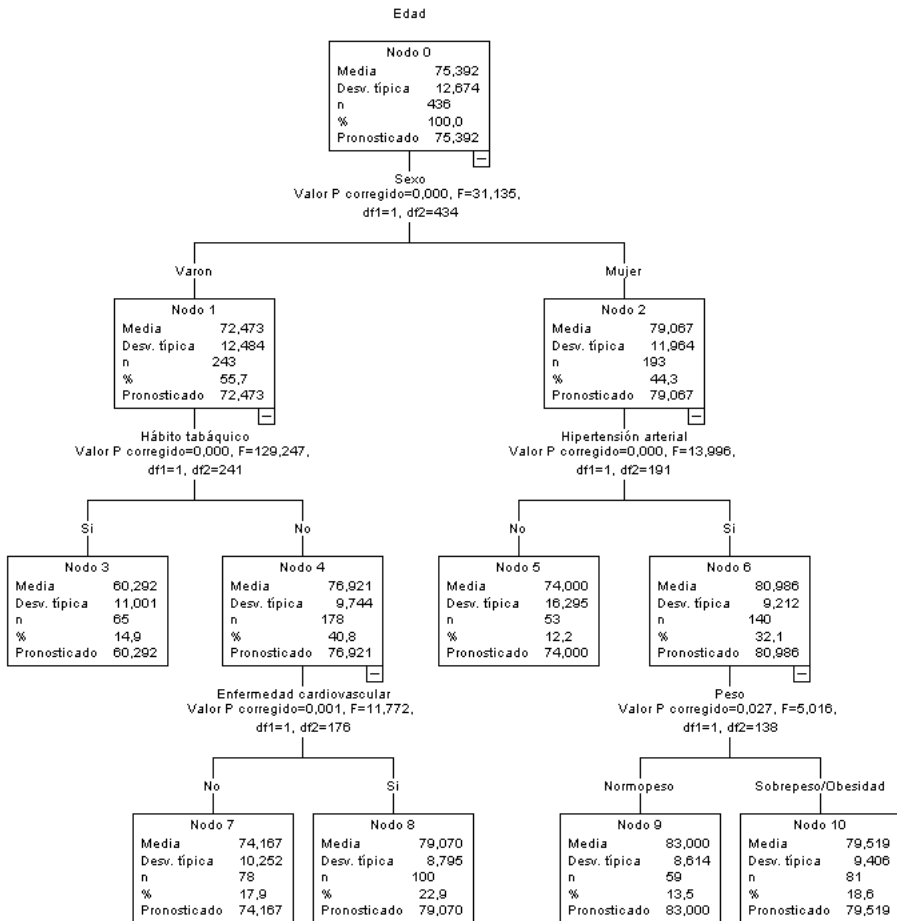 Edad
Nodo 0
Media 75,392
Desv. típica 12,674
n 436
% 100,0
Pronosticado 75,392
Sexo
Valor P corregido=0,000, F=31,135,
df1=1, df2=434
Varon
Mujer
Nodo 1
Media 72,473
Desv. típica 12,484
n 243
% 55,7
Pronosticado 72,473
Nodo 2
Media 79,067
Desv. típica 11,964
n 193
% 44,3
Pronosticado 79,067
Hábito tabáquico
Valor P corregido=0,000, F=129,247,
df1=1, df2=241
Hipertensión arterial
Valor P corregido=0,000, F=13,996,
df1=1, df2=191
Si
No
No
Si
Nodo 3
Media 60,292
Desv. típica 11,001
n 65
% 14,9
Pronosticado 60,292
Nodo 4
Media 76,921
Desv. típica 9,744
n 178
% 40,8
Pronosticado 76,921
Nodo 5
Media 74,000
Desv. típica 16,295
n 53
% 12,2
Pronosticado 74,000
Nodo 6
Media 80,986
Desv. típica 9,212
n 140
% 32,1
Pronosticado 80,986
Enfermedad cardiovascular
Valor P corregido=0,001, F=11,772,
df1=1, df2=176
Peso
Valor P corregido=0,027, F=5,016,
df1=1, df2=138
No
Si
Normopeso
Sobrepeso/Obesidad
Nodo 7
Media 74,167
Desv. típica 10,252
n 78
% 17,9
Pronosticado 74,167
Nodo 8
Media 79,070
Desv. típica 8,795
n 100
% 22,9
Pronosticado 79,070
Nodo 9
Media 83,000
Desv. típica 8,614
n 59
% 13,5
Pronosticado 83,000
Nodo 10
Media 79,519
Desv. típica 9,406
n 81
% 18,6
Pronosticado 79,519